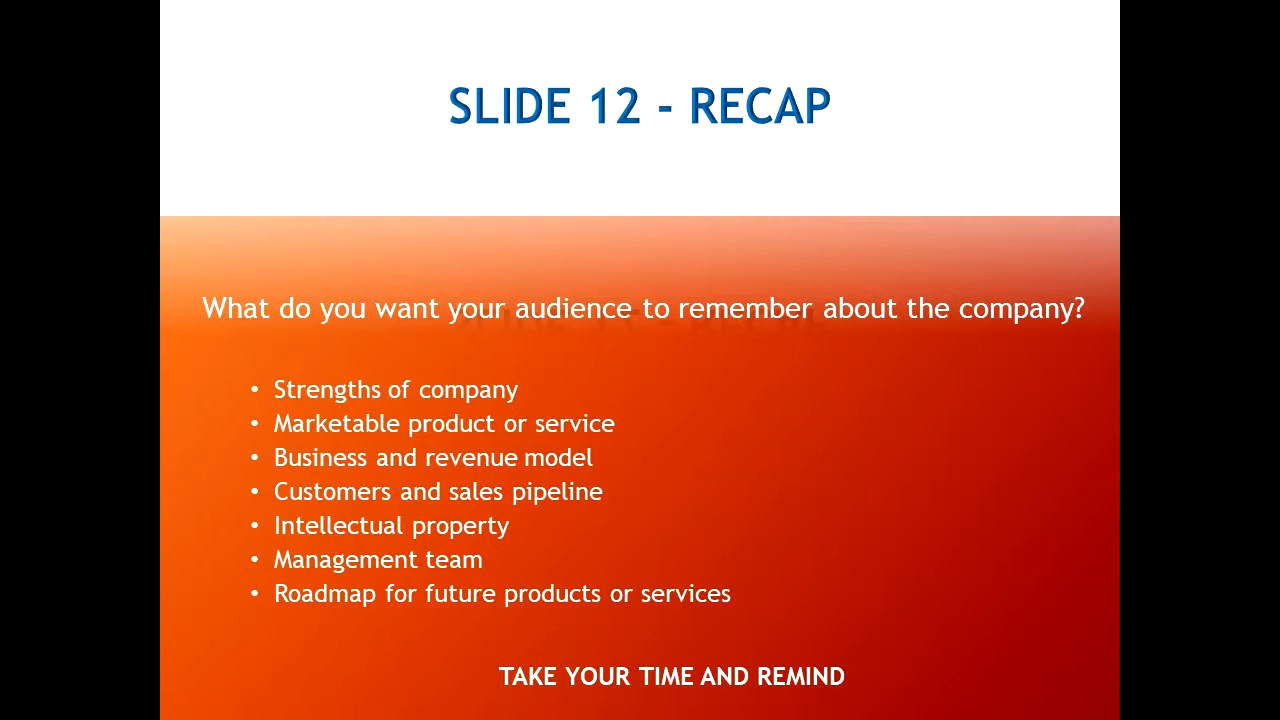 SLIDE 12 - RECAP
What do you want your audience to remember about the company?
• Strengths of company
• Marketable product or service
• Business and revenue model
• Customers and sales pipeline
• Intellectual property
• Management team
• Roadmap for future products or services
TAKE YOUR TIME AND REMIND